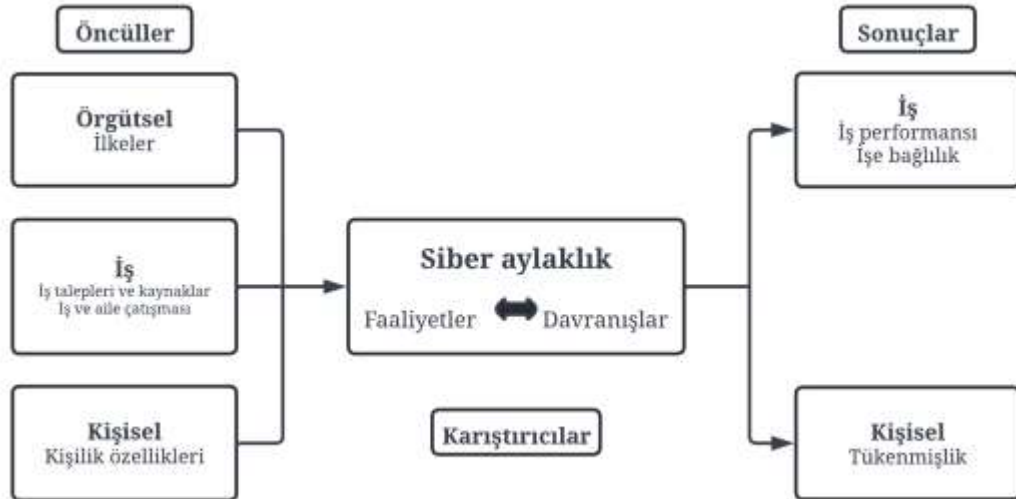 Öncüller
Sonuçlar
Örgütsel
İlkeler
İş
İş performansı
İşe bağlılık
İş
İş talepleri ve kaynaklar
İş ve aile çatışması
Siber aylaklık
Faaliyetler
Davranışlar
Kişisel
Kişilik özellikleri
Karıştırıcılar
Kişisel
Tükenmişlik